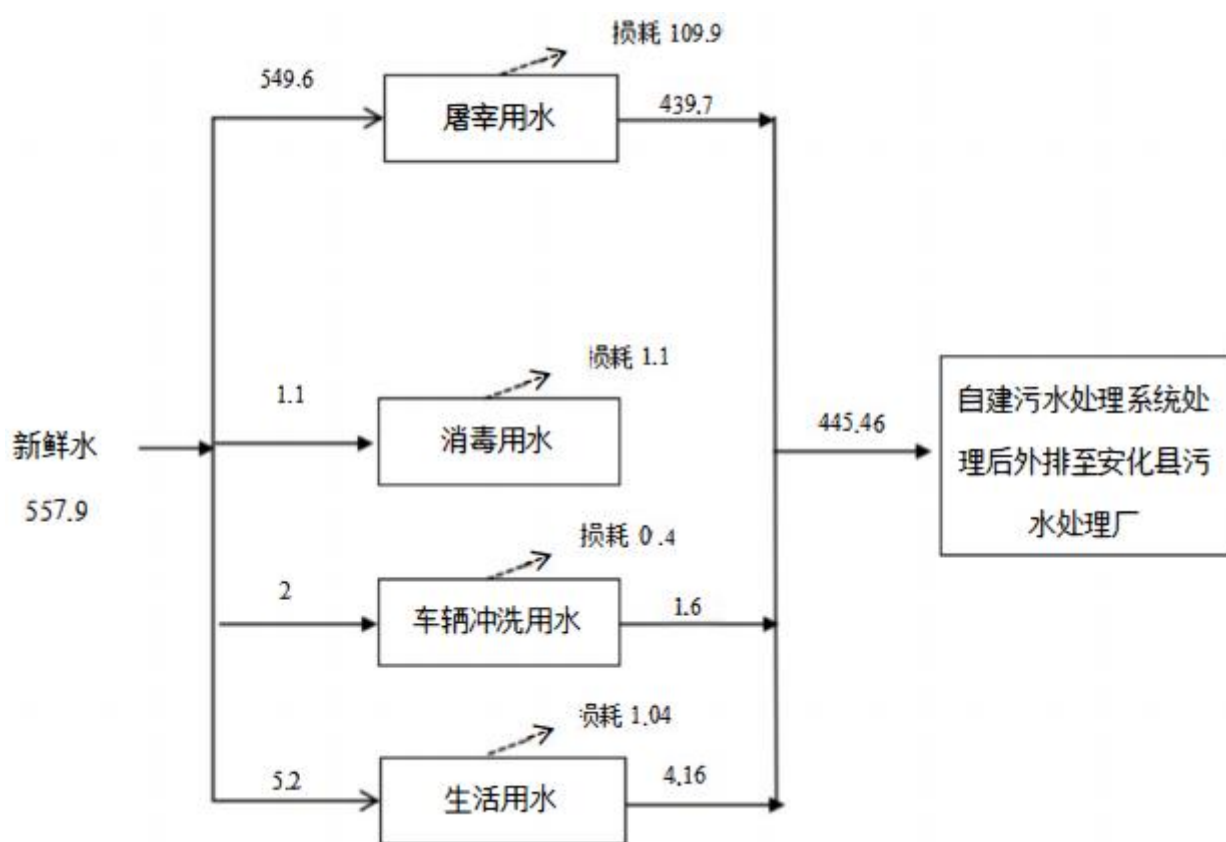 损耗 109.9
549.6
屠宰用水
439.7
损耗 1.1
1.1
消毒用水
新鲜水
557.9
445.46
自建污水处理系统处
理后外排至安化县污
水处理厂
损耗 0 .4
2
车辆冲洗用水
1.6
损耗 1.04
5.2
生活用水
4.16